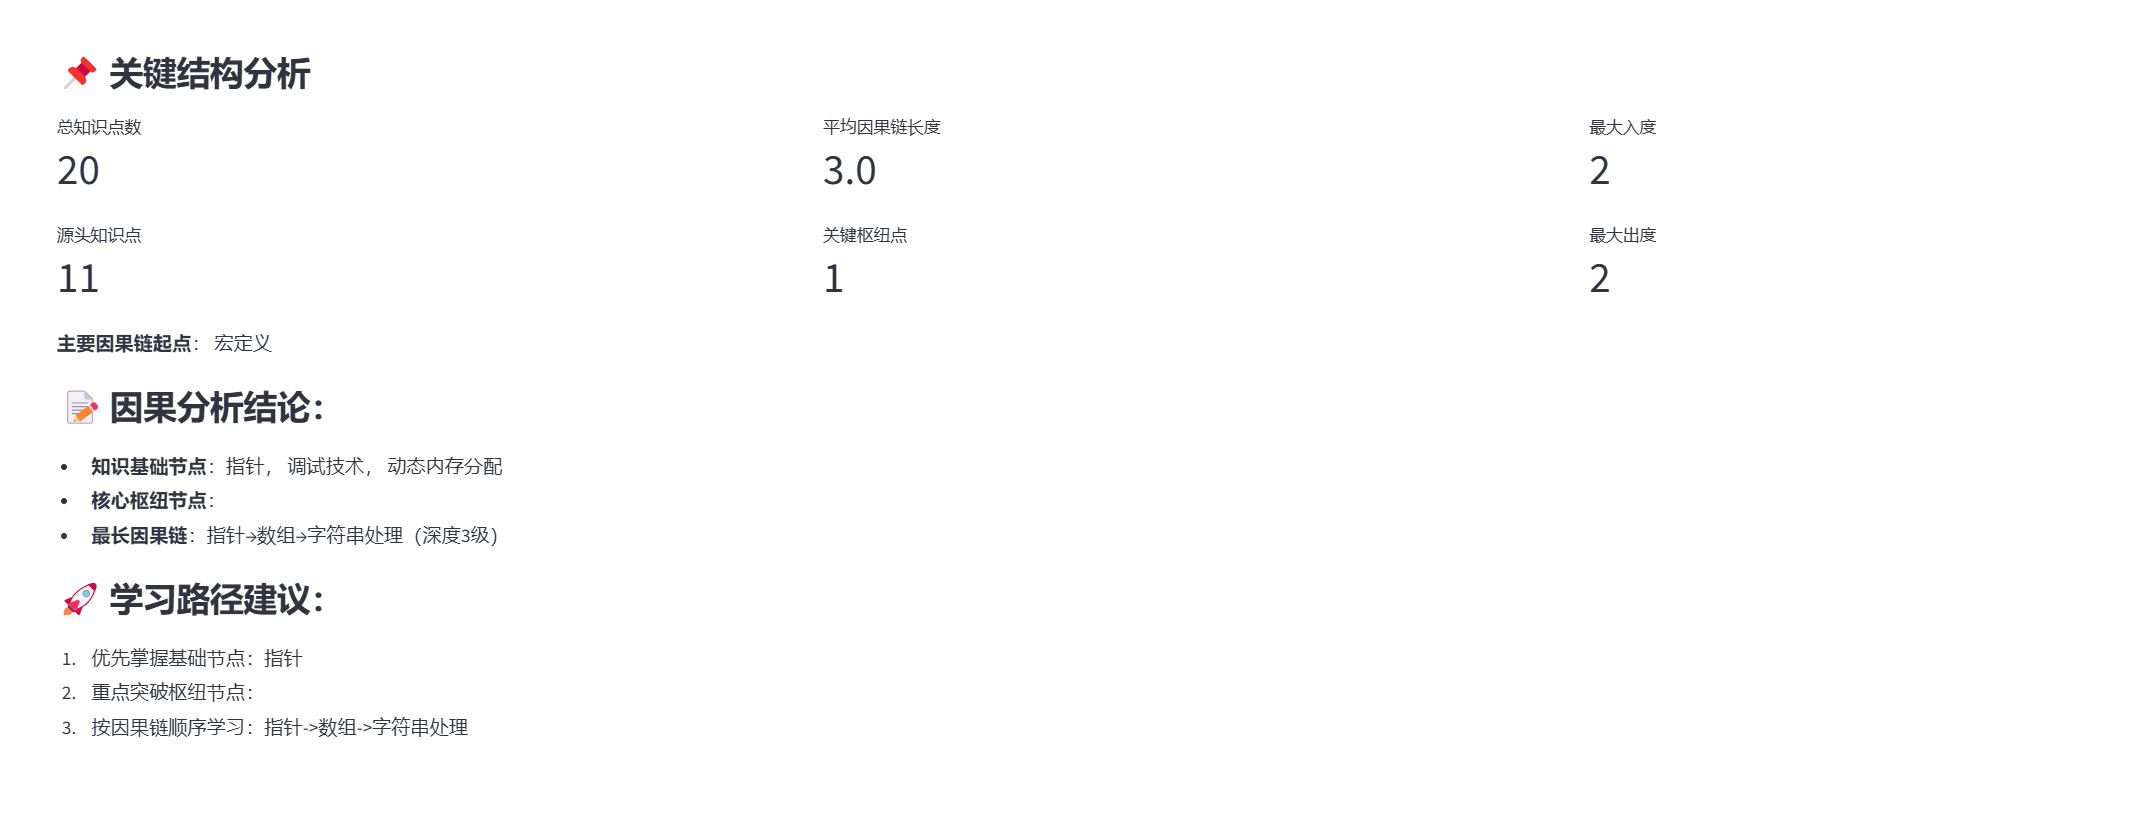 📌 关键结构分析
总知识点数 平均因果链长度 最大入度
20 3.0 2
源头知识点 关键枢纽点 最大出度
11 1 2
主要因果链起点： 宏定义
📝 因果分析结论：
• 知识基础节点：指针， 调试技术， 动态内存分配
• 核心枢纽节点：
• 最长因果链：指针→数组→字符串处理（深度3级）
🚀 学习路径建议：
1. 优先掌握基础节点：指针
2. 重点突破枢纽节点：
3. 按因果链顺序学习：指针->数组->字符串处理